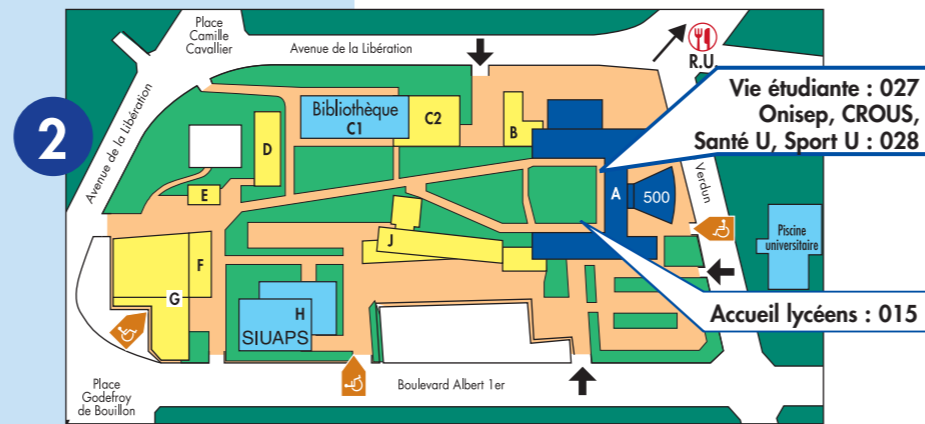 2
Place
Camille
Cavallier
Avenue de la Libération
R.U
Vie étudiante : 027
Onisep, CROUS,
Santé U, Sport U : 028
Avenue de la Libération
Bibliothèque
C1
C2
B
D
E
A
500
Verdun
Piscine
universitaire
J
F
G
H
SIUAPS
Accueil lycéens : 015
Place
Godefroy
de Bouillon
Boulevard Albert 1er